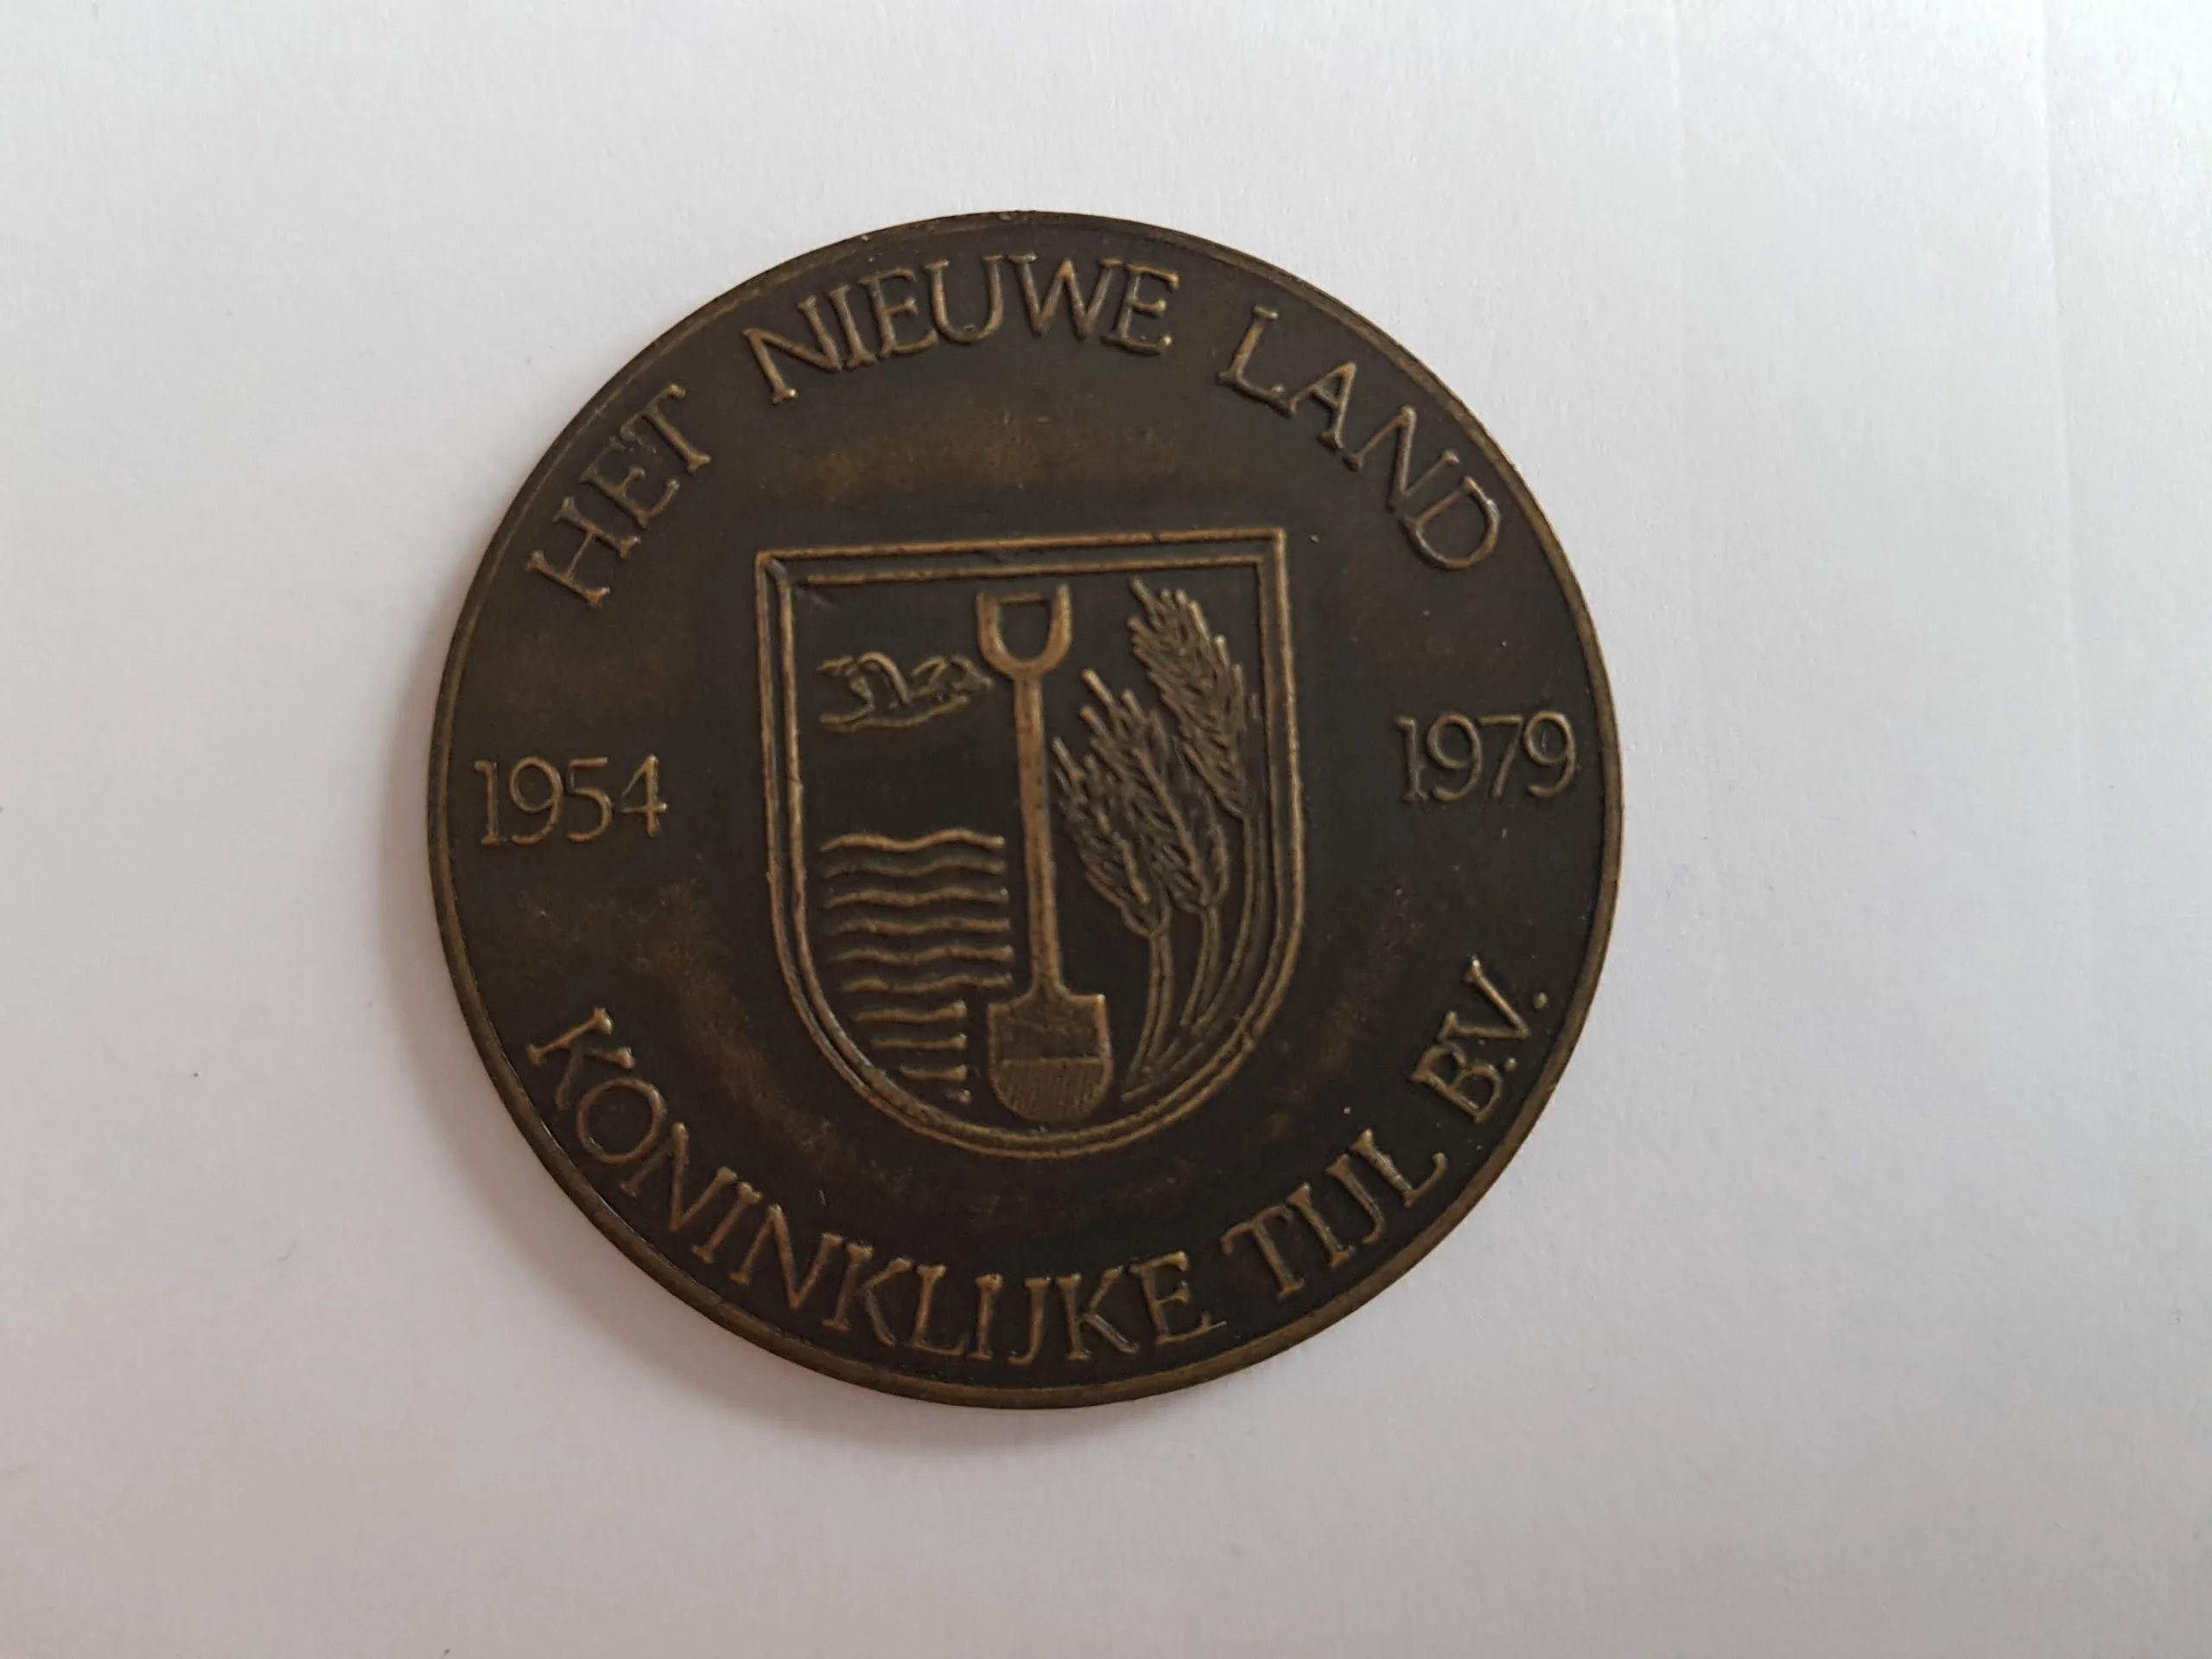 HET NIEUWE LAND
1954
1979
KONINKLIJKE TIJL B.V.